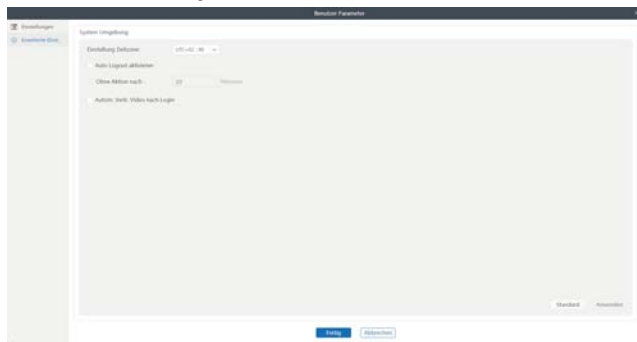 Benutzer Parameter
Einstellungen
Erweiterte Einst.
System Umgebung
Einstellung Zeitzone:
Auto-Logout aktivieren
Ohne Aktion nach :
Minuten
Autom. Verb. Video nach Login
Standard Anwenden
Fertig Abbrechen